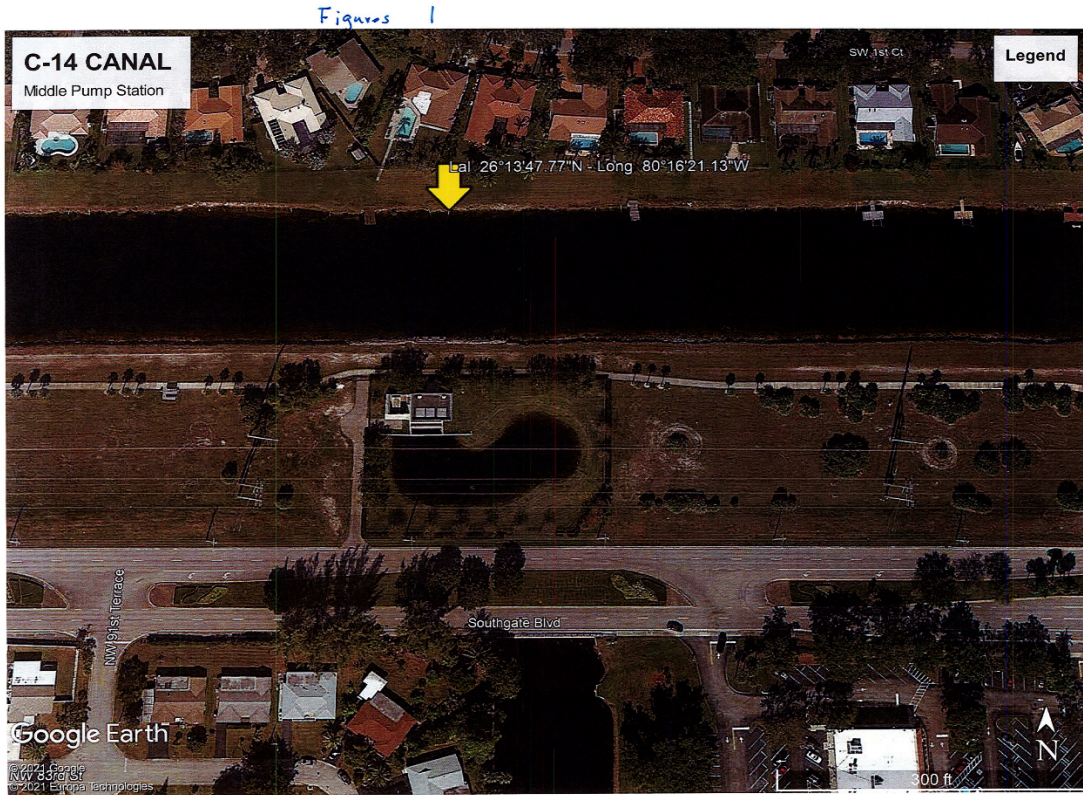 Figures 1
C-14 CANAL
Middle Pump Station
SW 1st Ct
Legend
Lat 26°13'47.77"N - Long 80°16'21.13"W
NW 91st Terrace
Southgate Blvd
Google Earth
© 2021 Google
NW 83rd St
© 2021 Europa Technologies
N
300 ft